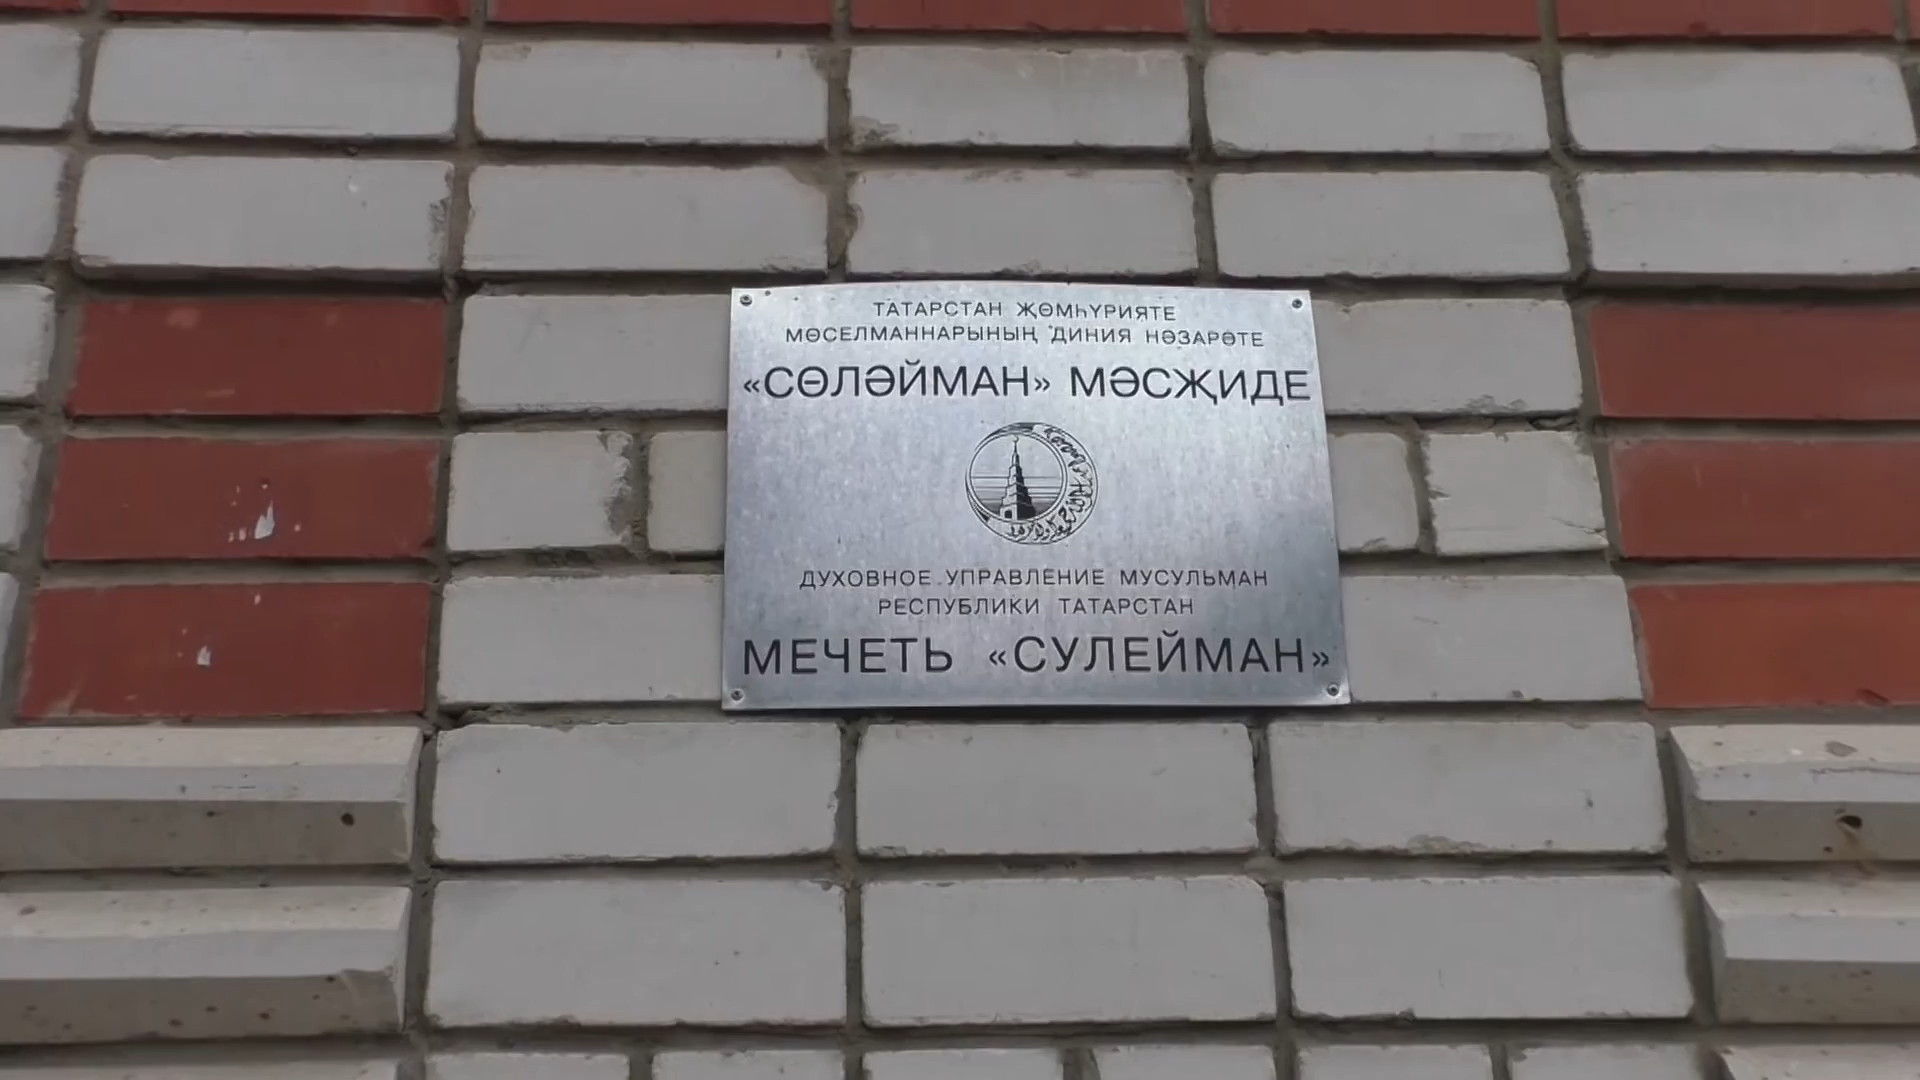 ТАТАРСТАН ҖӨМҺҮРИЯТЕ
МӨСЕЛМАННАРЫНЫҢ ДИНИЯ НӘЗАРӘТЕ
«СӨЛӘЙМАН» МӘСҖИДЕ
ДУХОВНОЕ УПРАВЛЕНИЕ МУСУЛЬМАН
РЕСПУБЛИКИ ТАТАРСТАН
МЕЧЕТЬ «СУЛЕЙМАН»